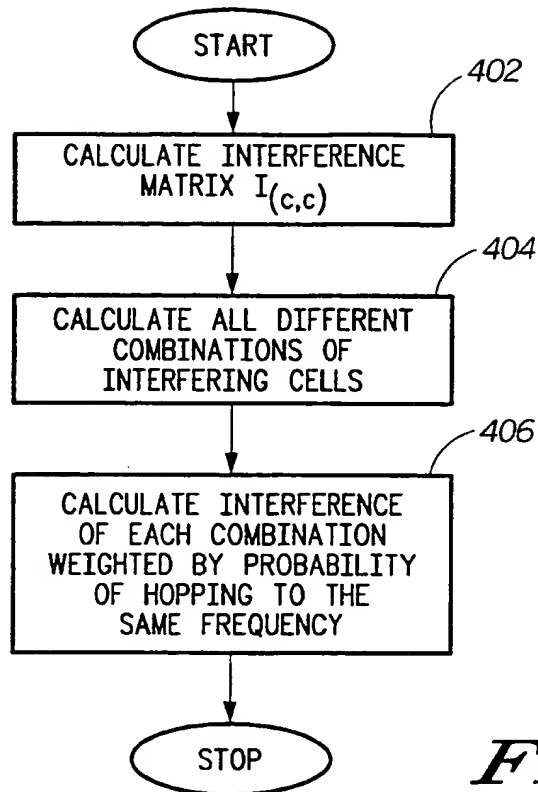 START
402
CALCULATE INTERFERENCE
MATRIX I(c,c)
404
CALCULATE ALL DIFFERENT
COMBINATIONS OF
INTERFERING CELLS
406
CALCULATE INTERFERENCE
OF EACH COMBINATION
WEIGHTED BY PROBABILITY
OF HOPPING TO THE
SAME FREQUENCY
STOP